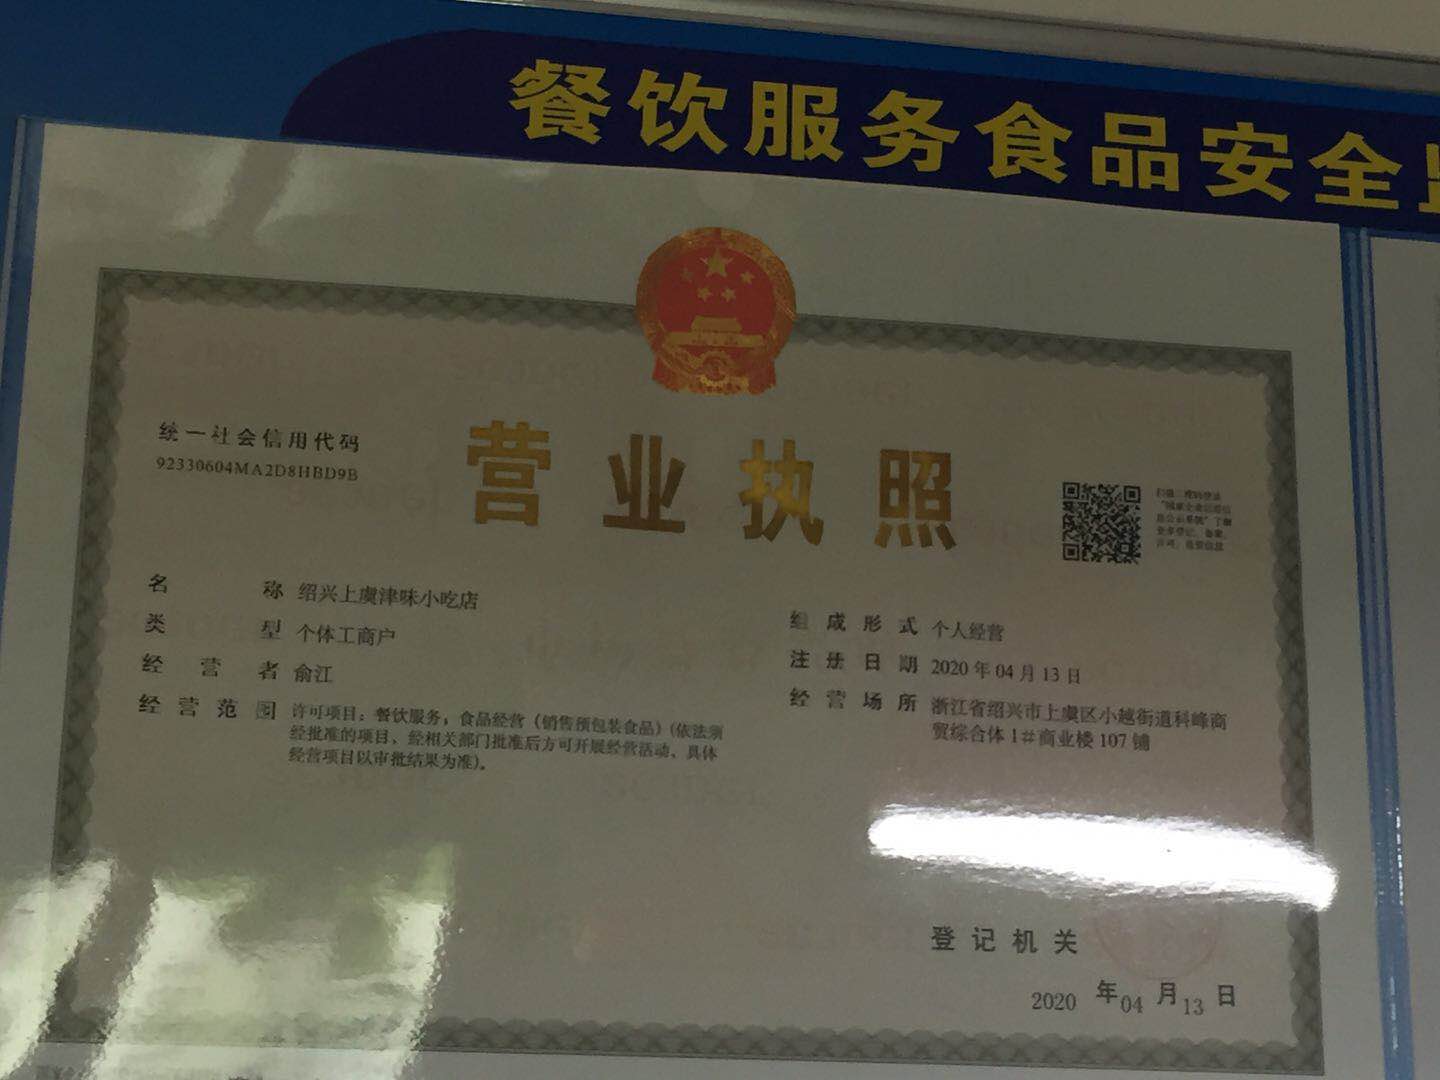 餐饮服务食品安全
统一社会信用代码
92330604MA2D8HBD9B
营业执照
名称 绍兴上虞津味小吃店
类型 个体工商户
经营者 俞江
经营范围 许可项目：餐饮服务；食品经营（销售预包装食品）(依法须
经批准的项目，经相关部门批准后方可开展经营活动，具体
经营项目以审批结果为准)。
组成形式 个人经营
注册日期 2020年04月13日
经营场所 浙江省绍兴市上虞区小越街道科峰商
贸综合体1#商业楼107铺
登记机关
2020年04月13日